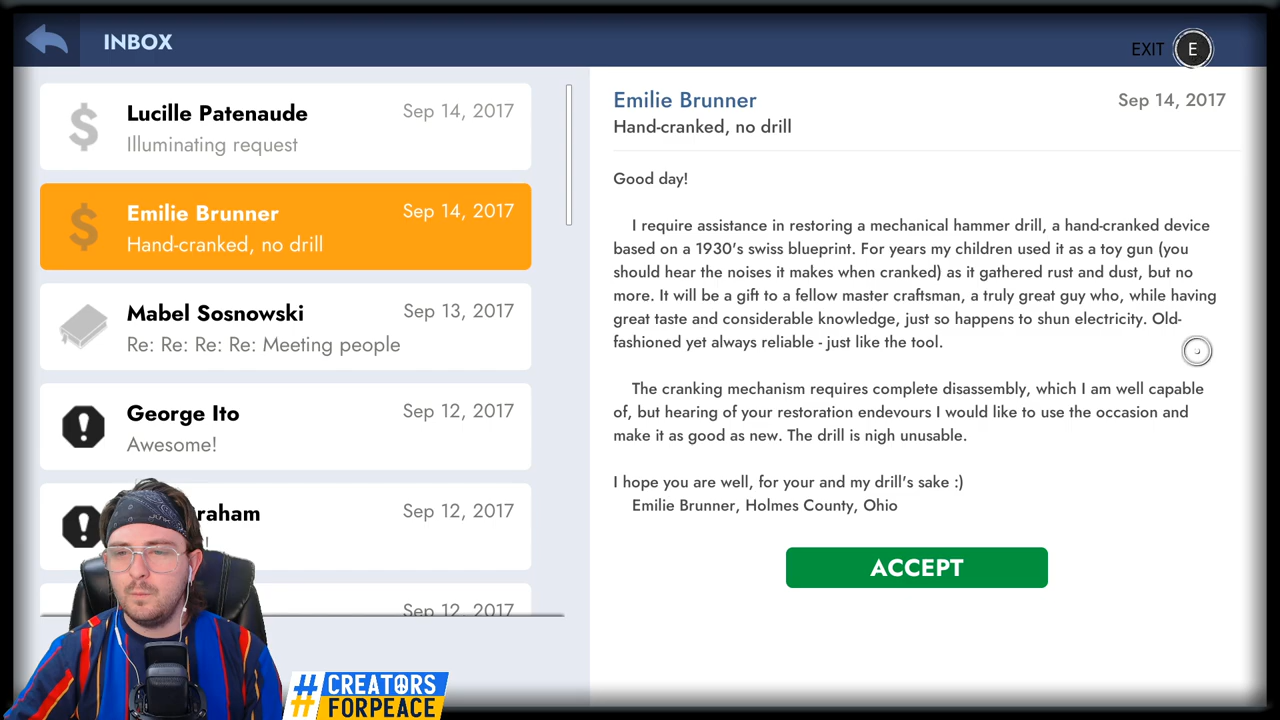 INBOX
EXIT E
Lucille Patenaude Sep 14, 2017
Illuminating request
Emilie Brunner Sep 14, 2017
Hand-cranked, no drill
Mabel Sosnowski Sep 13, 2017
Re: Re: Re: Re: Meeting people
George Ito Sep 12, 2017
Awesome!
raham Sep 12, 2017
Sep 12, 2017
Emilie Brunner Sep 14, 2017
Hand-cranked, no drill
Good day!
I require assistance in restoring a mechanical hammer drill, a hand-cranked device
based on a 1930's swiss blueprint. For years my children used it as a toy gun (you
should hear the noises it makes when cranked) as it gathered rust and dust, but no
more. It will be a gift to a fellow master craftsman, a truly great guy who, while having
great taste and considerable knowledge, just so happens to shun electricity. Old-
fashioned yet always reliable - just like the tool.
The cranking mechanism requires complete disassembly, which I am well capable
of, but hearing of your restoration endevours I would like to use the occasion and
make it as good as new. The drill is nigh unusable.
I hope you are well, for your and my drill's sake :)
Emilie Brunner, Holmes County, Ohio
ACCEPT
#CREATORS
#FORPEACE